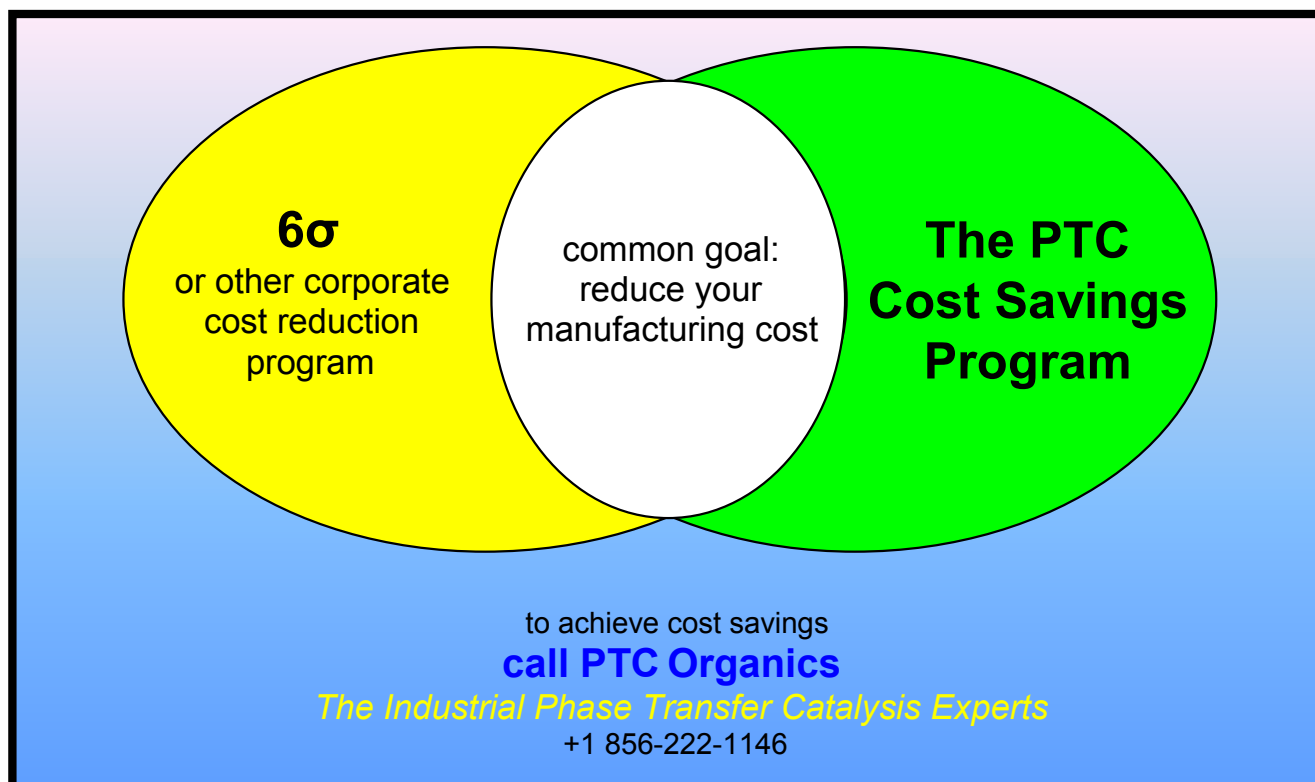 6σ
or other corporate
cost reduction
program
common goal:
reduce your
manufacturing cost
The PTC
Cost Savings
Program
to achieve cost savings
call PTC Organics
The Industrial Phase Transfer Catalysis Experts
+1 856-222-1146